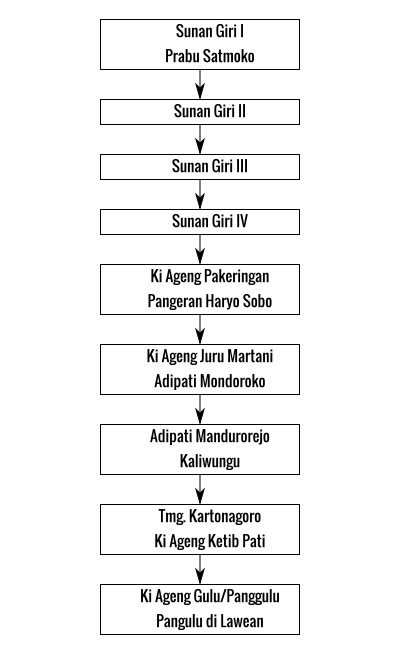 Sunan Giri I
Prabu Satmoko
Sunan Giri II
Sunan Giri III
Sunan Giri IV
Ki Ageng Pakeringan
Pangeran Haryo Sobo
Ki Ageng Juru Martani
Adipati Mondoroko
Adipati Mandurorejo
Kaliwungu
Tmg. Kartonagoro
Ki Ageng Ketib Pati
Ki Ageng Gulu/Panggulu
Pangulu di Lawean